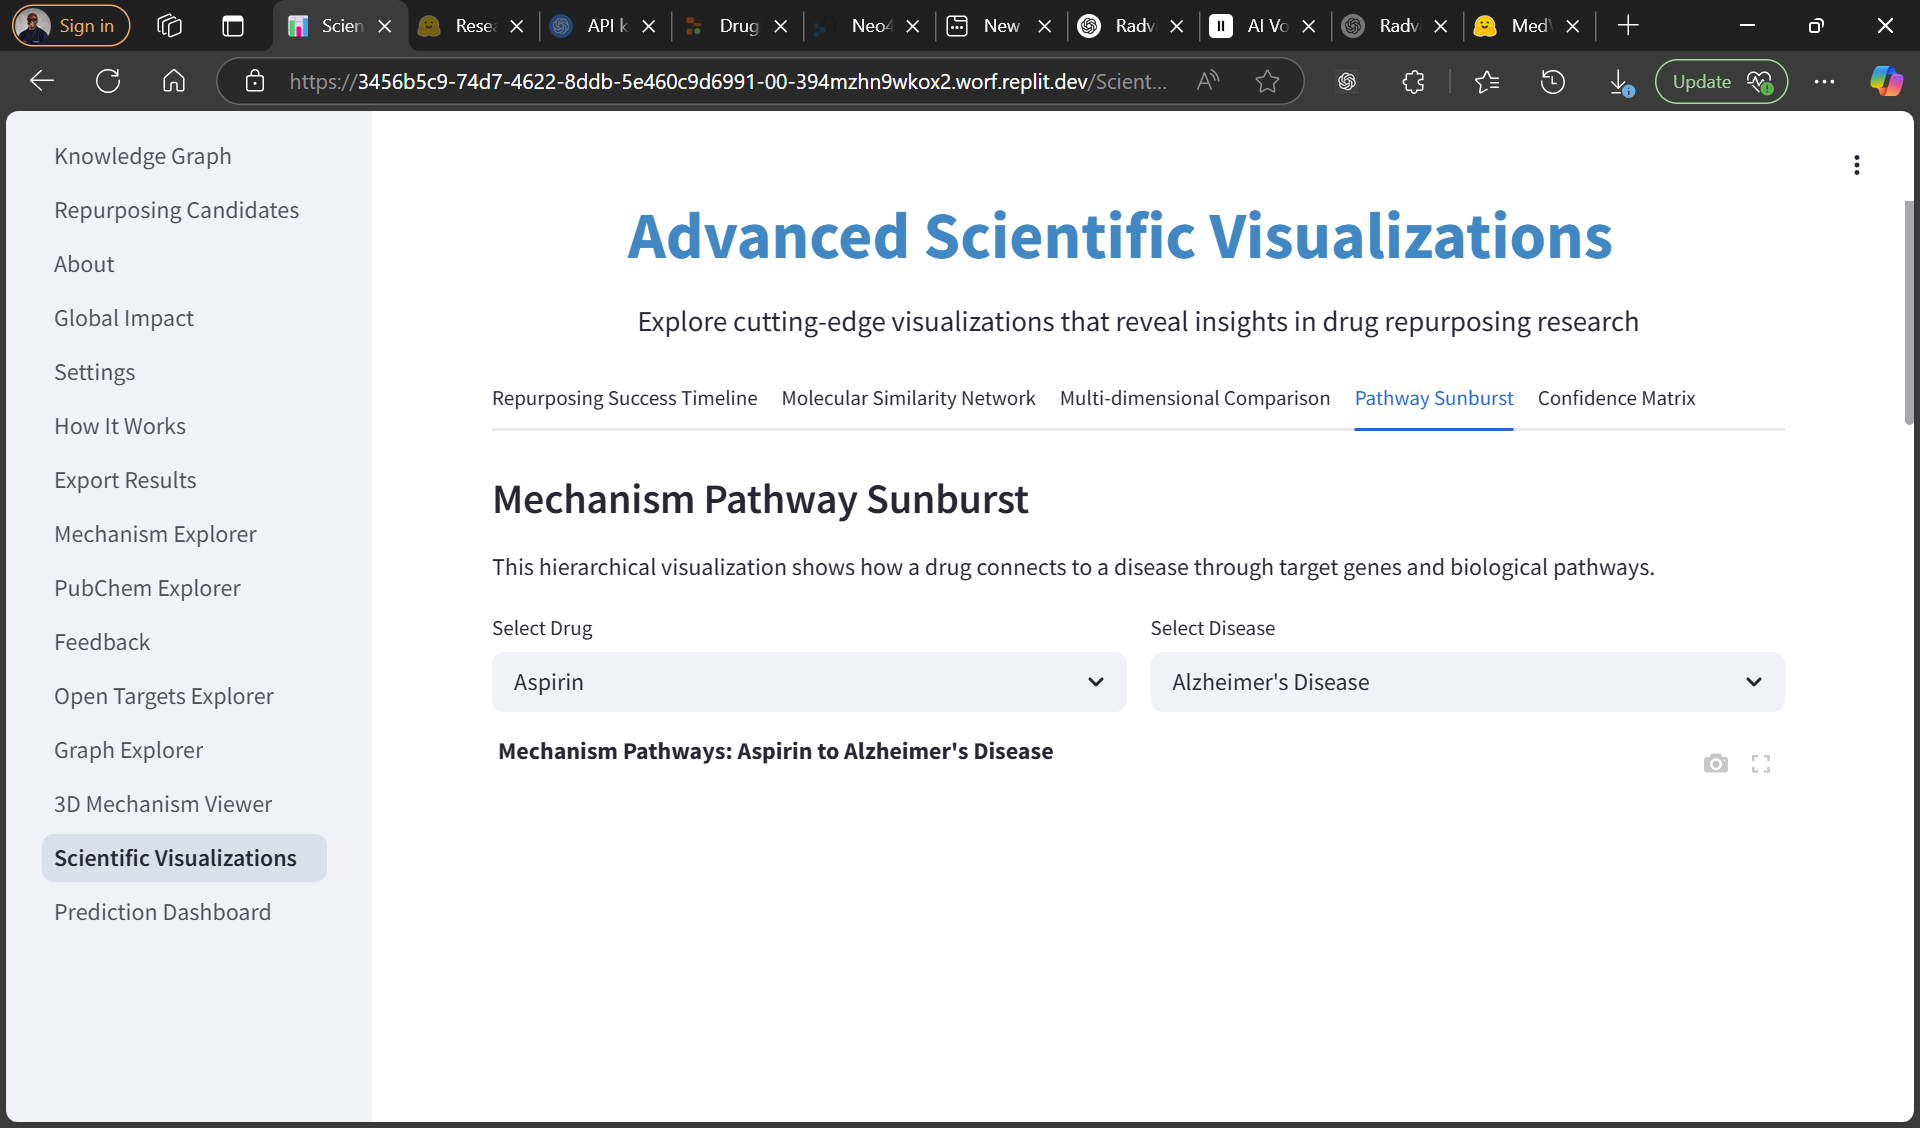 Sign in
Scien
Rese
API k
Drug
Neo4
New
Radv
AI Vo
Radv
Med
https://3456b5c9-74d7-4622-8ddb-5e460c9d6991-00-394mzhn9wkox2.worf.replit.dev/Scient...
Update
Knowledge Graph
Repurposing Candidates
About
Global Impact
Settings
How It Works
Export Results
Mechanism Explorer
PubChem Explorer
Feedback
Open Targets Explorer
Graph Explorer
3D Mechanism Viewer
Scientific Visualizations
Prediction Dashboard
Advanced Scientific Visualizations
Explore cutting-edge visualizations that reveal insights in drug repurposing research
Repurposing Success Timeline Molecular Similarity Network Multi-dimensional Comparison Pathway Sunburst Confidence Matrix
Mechanism Pathway Sunburst
This hierarchical visualization shows how a drug connects to a disease through target genes and biological pathways.
Select Drug
Aspirin
Select Disease
Alzheimer's Disease
Mechanism Pathways: Aspirin to Alzheimer's Disease